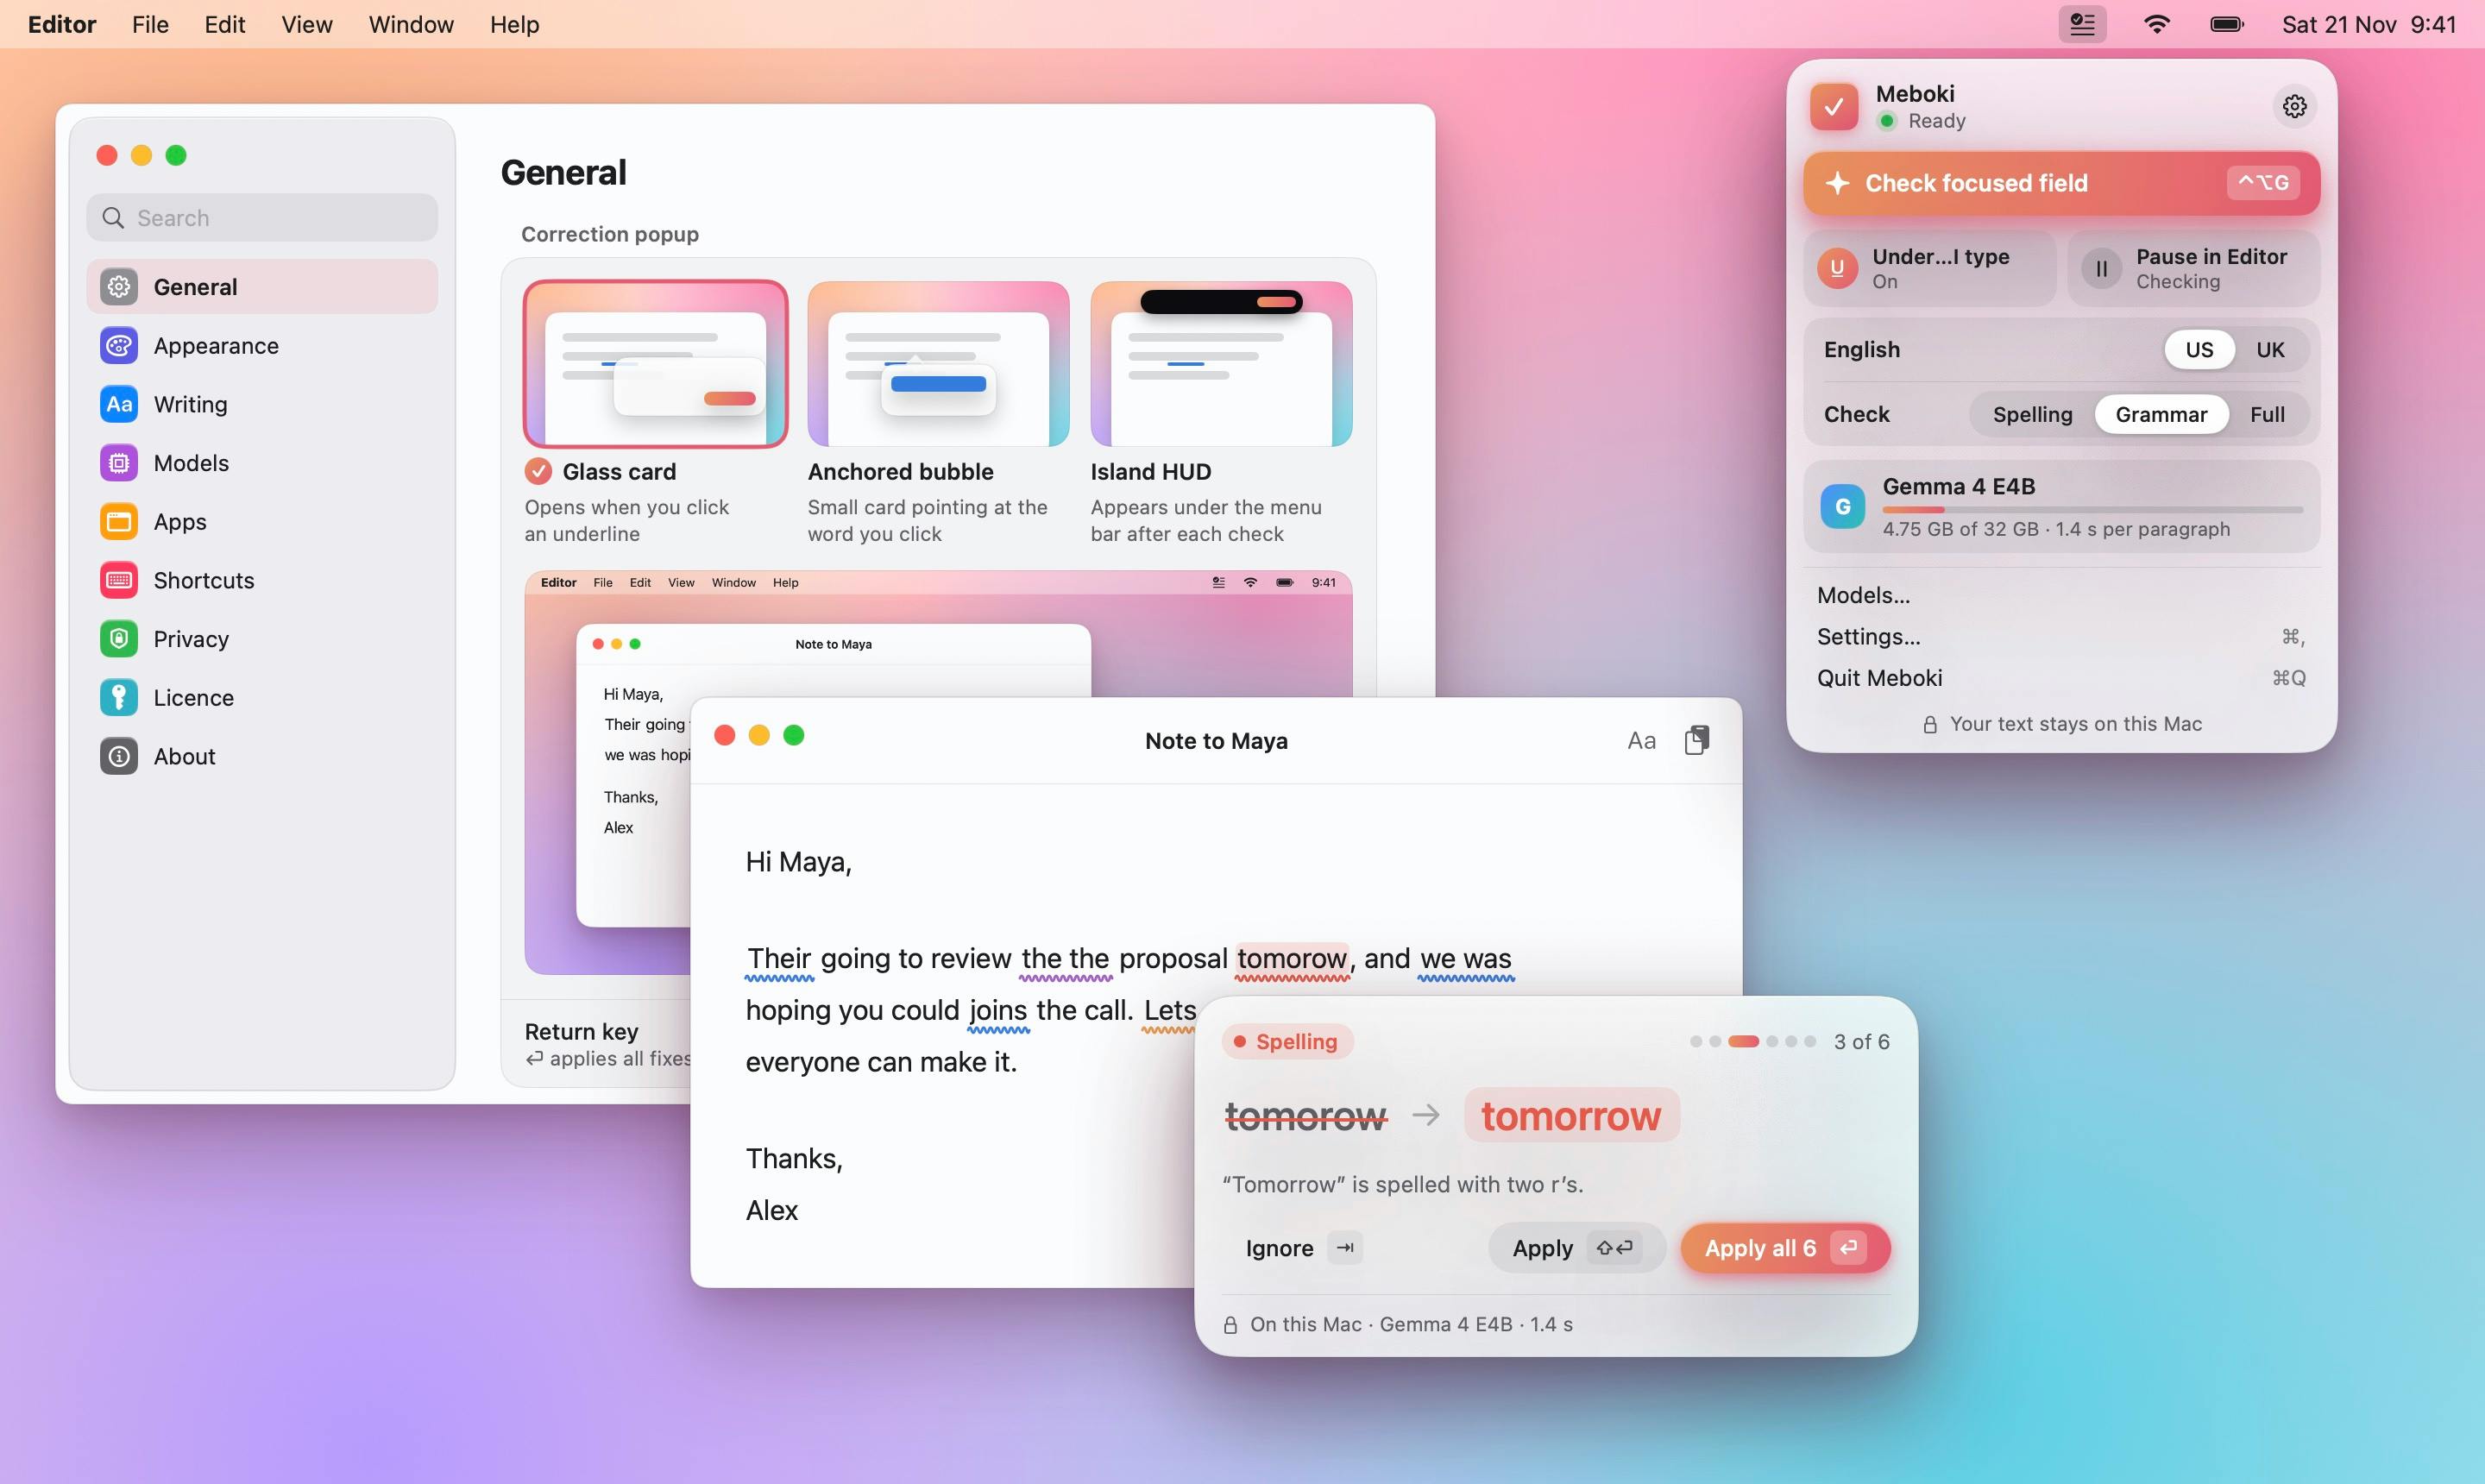 Editor File Edit View Window Help
Sat 21 Nov 9:41
Search
General
Appearance
Aa Writing
Models
Apps
Shortcuts
Privacy
Licence
About
General
Correction popup
Glass card
Opens when you click
an underline
Anchored bubble
Small card pointing at the
word you click
Island HUD
Appears under the menu
bar after each check
Editor File Edit View Window Help 9:41
Note to Maya
Hi Maya,
Their going
we was hopi
Thanks,
Alex
Return key
⏎ applies all fixes
Note to Maya
Aa
Hi Maya,
Their going to review the the proposal tomorow, and we was
hoping you could joins the call. Lets
everyone can make it.
Thanks,
Alex
Spelling
3 of 6
tomorow → tomorrow
“Tomorrow” is spelled with two r’s.
Ignore ⇥
Apply ⇧⏎
Apply all 6 ⏎
On this Mac · Gemma 4 E4B · 1.4 s
Meboki
Ready
Check focused field ^⌥G
U Under...I type
On
Pause in Editor
Checking
English US UK
Check Spelling Grammar Full
G
Gemma 4 E4B
4.75 GB of 32 GB · 1.4 s per paragraph
Models...
Settings... ⌘,
Quit Meboki ⌘Q
Your text stays on this Mac